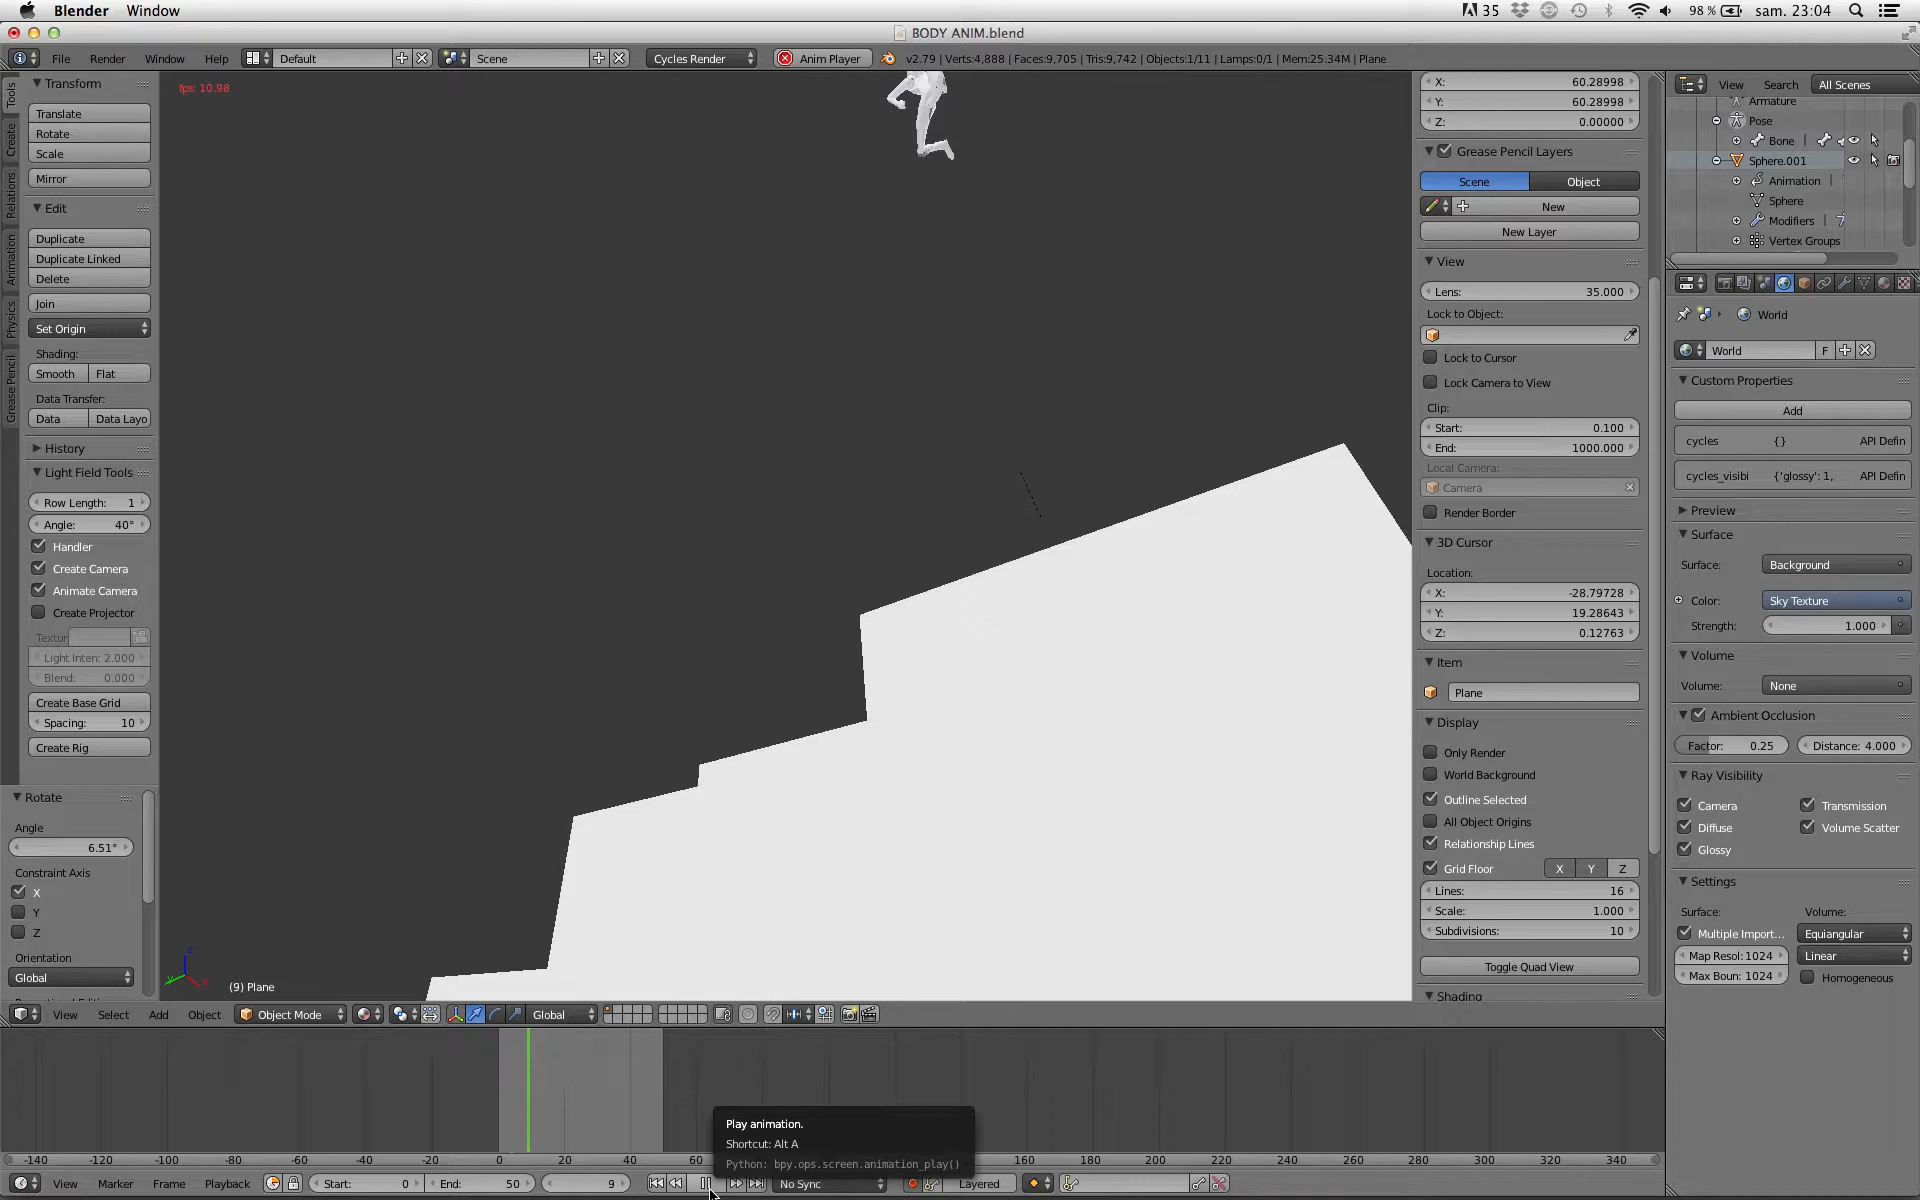 Blender Window 35 98 % sam. 23:04
BODY ANIM.blend
File Render Window Help Default Scene Cycles Render Anim Player v2.79 | Verts:4,888 | Faces:9,705 | Tris:9,742 | Objects:1/11 | Lamps:0/1 | Mem:25.34M | Plane
Tools
Create
Relations
Animation
Physics
Grease Pencil
Transform
Translate
Rotate
Scale
Mirror
Edit
Duplicate
Duplicate Linked
Delete
Join
Set Origin
Shading:
Smooth Flat
Data Transfer:
Data Data Layo
History
Light Field Tools
Row Length: 1
Angle: 40°
Handler
Create Camera
Animate Camera
Create Projector
Textur
Light Inten: 2.000
Blend: 0.000
Create Base Grid
Spacing: 10
Create Rig
Rotate
Angle
6.51°
Constraint Axis
X
Y
Z
Orientation
Global
fps: 10.98
(9) Plane
X: 60.28998
Y: 60.28998
Z: 0.00000
Grease Pencil Layers
Scene Object
New
New Layer
View
Lens: 35.000
Lock to Object:
Lock to Cursor
Lock Camera to View
Clip:
Start: 0.100
End: 1000.000
Local Camera:
Camera
Render Border
3D Cursor
Location:
X: -28.79728
Y: 19.28643
Z: 0.12763
Item
Plane
Display
Only Render
World Background
Outline Selected
All Object Origins
Relationship Lines
Grid Floor X Y Z
Lines: 16
Scale: 1.000
Subdivisions: 10
Toggle Quad View
Shading
View Search All Scenes
Armature
Pose
Bone
Sphere.001
Animation
Sphere
Modifiers
Vertex Groups
World
World F
Custom Properties
Add
cycles {} API Defin
cycles_visibi {'glossy': 1, API Defin
Preview
Surface
Surface: Background
Color: Sky Texture
Strength: 1.000
Volume
Volume: None
Ambient Occlusion
Factor: 0.25 Distance: 4.000
Ray Visibility
Camera Transmission
Diffuse Volume Scatter
Glossy
Settings
Surface: Volume:
Multiple Import... Equiangular
Map Resol: 1024 Linear
Max Boun: 1024 Homogeneous
View Select Add Object Object Mode Global
Play animation.
Shortcut: Alt A
Python: bpy.ops.screen.animation_play()
-140 -120 -100 -80 -60 -40 -20 0 20 40 60 160 180 200 220 240 260 280 300 320 340
View Marker Frame Playback Start: 0 End: 50 9 No Sync Layered